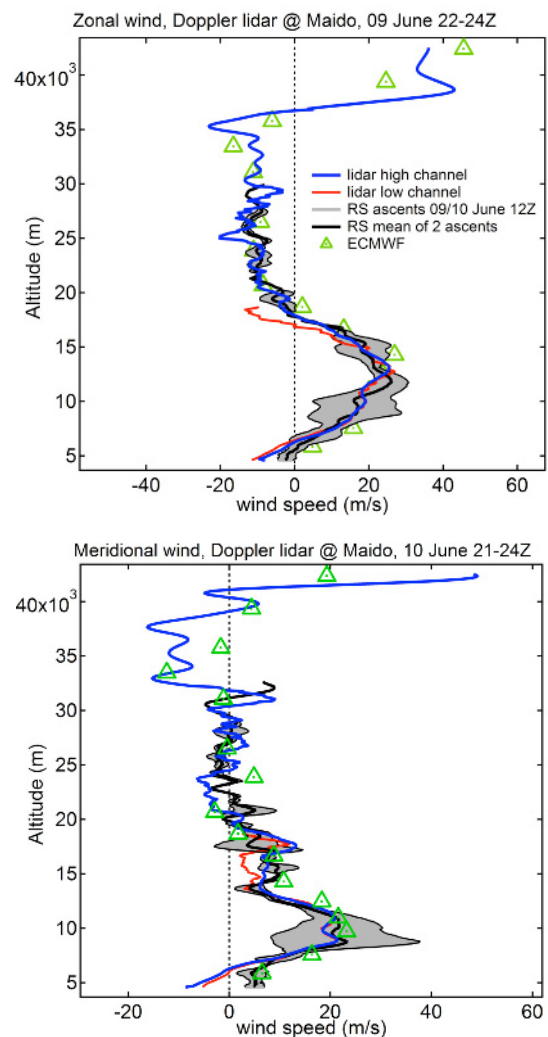 Zonal wind, Doppler lidar @ Maido, 09 June 22-24Z
40x10³
35
30
25
20
15
10
5
Altitude (m)
lidar high channel
lidar low channel
RS ascents 09/10 June 12Z
RS mean of 2 ascents
ECMWF
-40 -20 0 20 40 60
wind speed (m/s)
Meridional wind, Doppler lidar @ Maido, 10 June 21-24Z
40x10³
35
30
25
20
15
10
5
Altitude (m)
-20 0 20 40 60
wind speed (m/s)